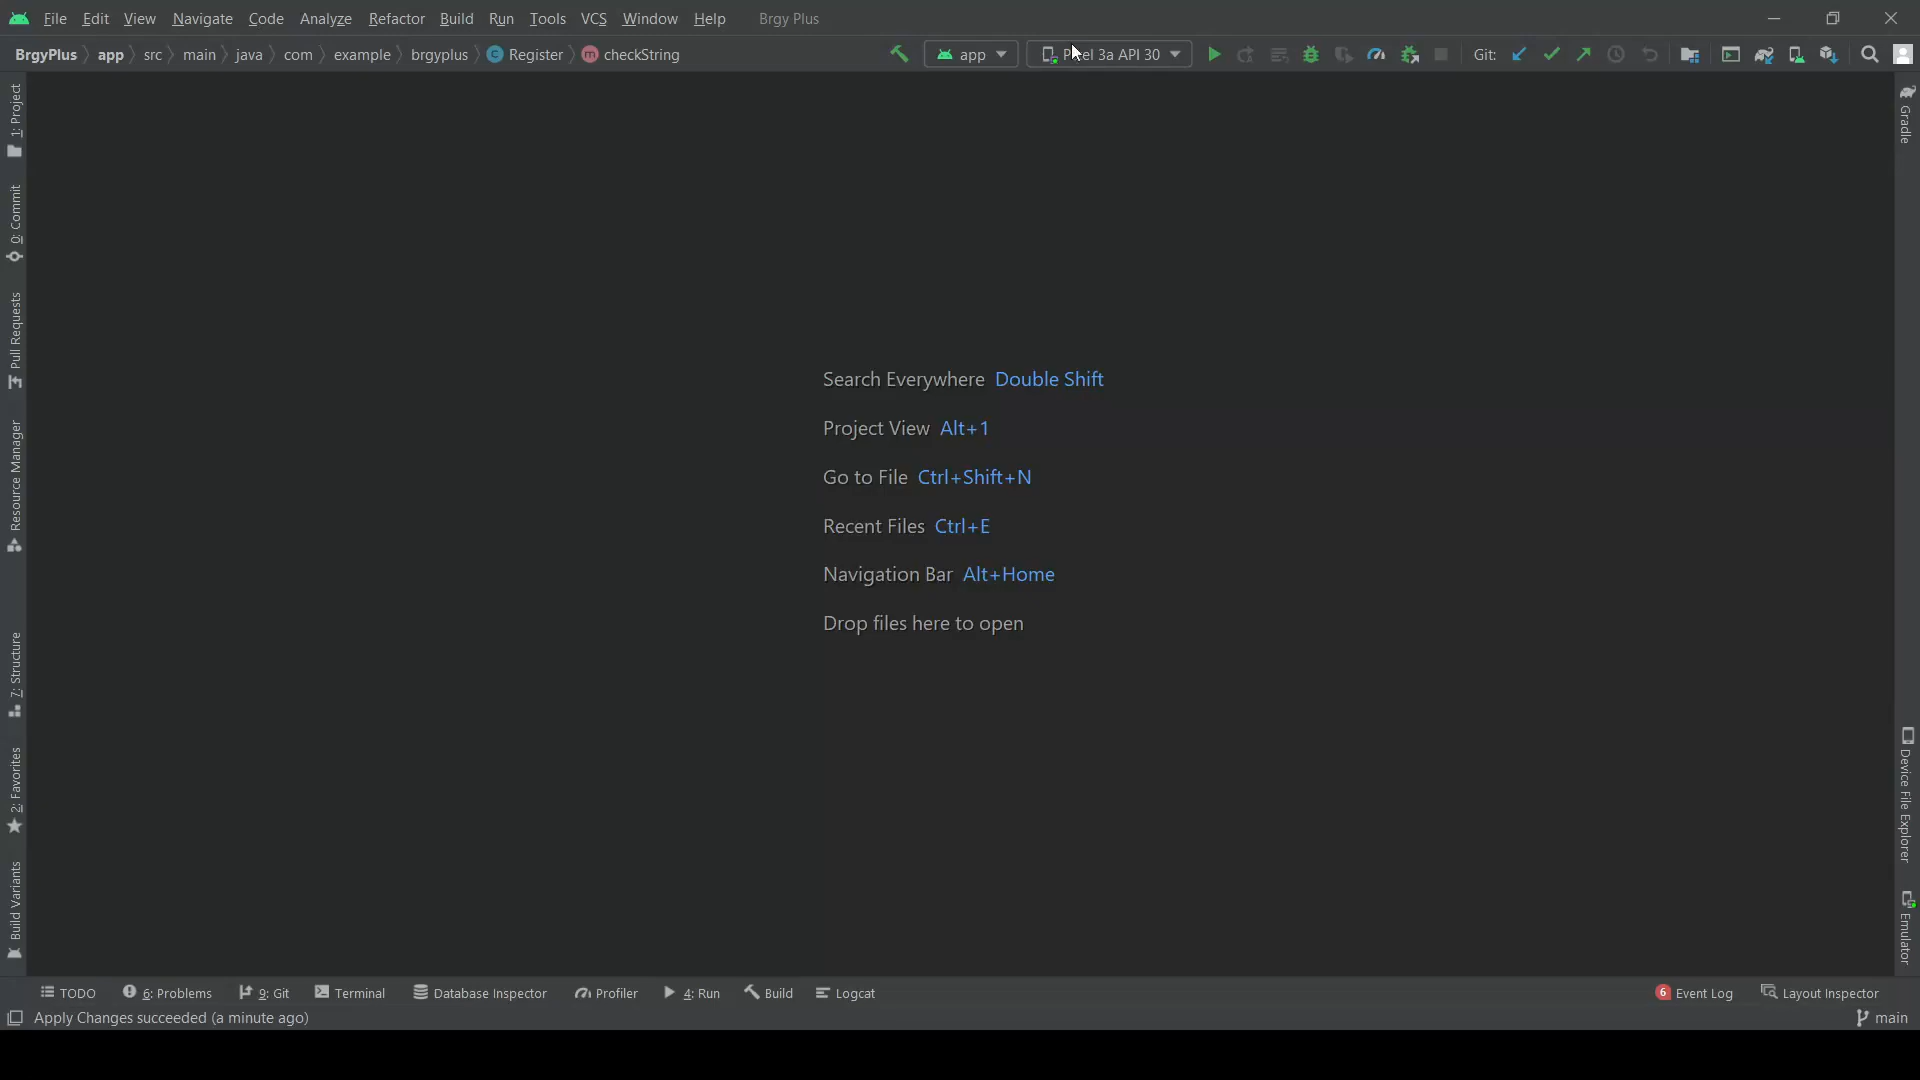 File Edit View Navigate Code Analyze Refactor Build Run Tools VCS Window Help Brgy Plus
BrgyPlus app src main java com example brgyplus Register checkString app 3a API 30 Git:
1: Project
0: Commit
Pull Requests
Resource Manager
7: Structure
2: Favorites
Build Variants
Search Everywhere Double Shift
Project View Alt+1
Go to File Ctrl+Shift+N
Recent Files Ctrl+E
Navigation Bar Alt+Home
Drop files here to open
Gradle
Device File Explorer
Emulator
TODO 6: Problems 9: Git Terminal Database Inspector Profiler 4: Run Build Logcat 6 Event Log Layout Inspector
Apply Changes succeeded (a minute ago) main